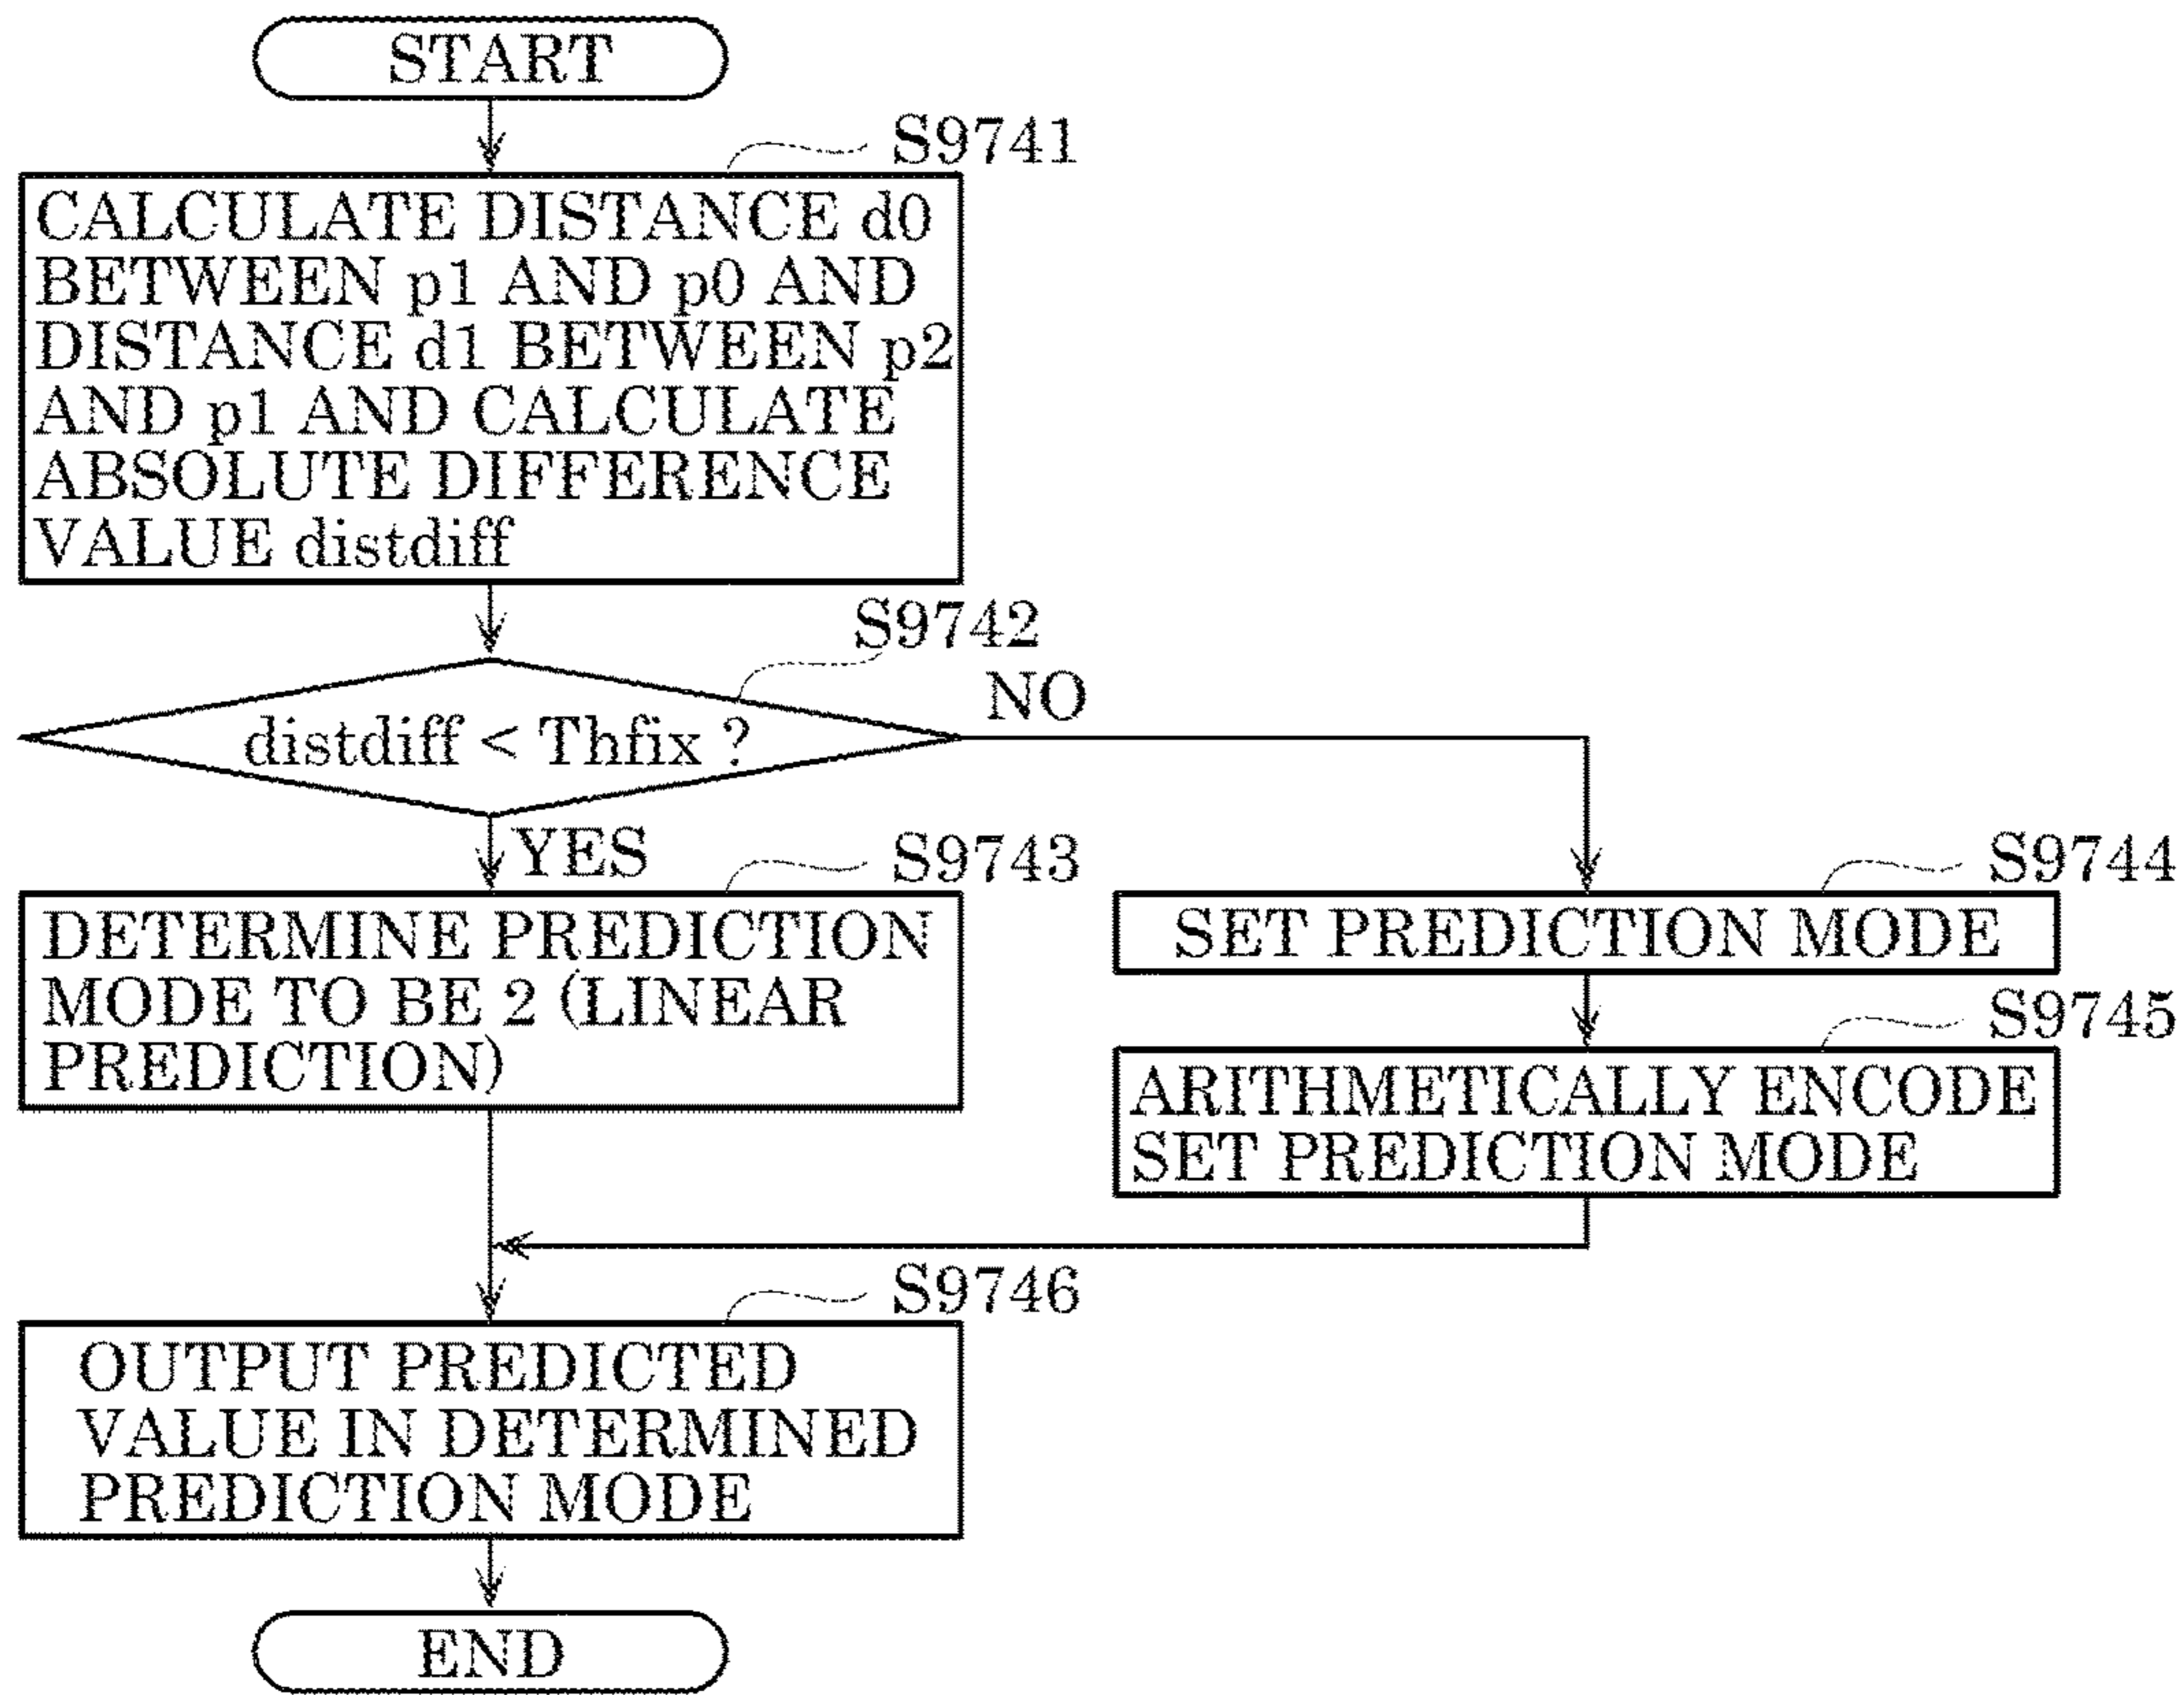 START
S9741
CALCULATE DISTANCE d0
BETWEEN p1 AND p0 AND
DISTANCE d1 BETWEEN p2
AND p1 AND CALCULATE
ABSOLUTE DIFFERENCE
VALUE distdiff
S9742
distdiff < Thfix ?
NO
YES
S9743
DETERMINE PREDICTION
MODE TO BE 2 (LINEAR
PREDICTION)
S9744
SET PREDICTION MODE
S9745
ARITHMETICALLY ENCODE
SET PREDICTION MODE
S9746
OUTPUT PREDICTED
VALUE IN DETERMINED
PREDICTION MODE
END